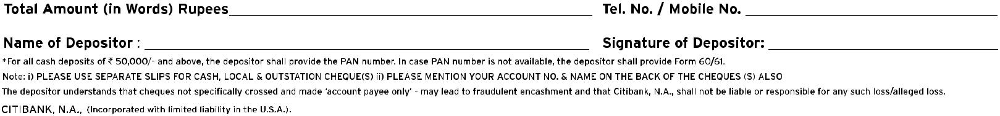 Total Amount (in Words) Rupees Tel. No. / Mobile No.
Name of Depositor : Signature of Depositor:
*For all cash deposits of ₹ 50,000/- and above, the depositor shall provide the PAN number. In case PAN number is not available, the depositor shall provide Form 60/61.
Note: i) PLEASE USE SEPARATE SLIPS FOR CASH, LOCAL & OUTSTATION CHEQUE(S) ii) PLEASE MENTION YOUR ACCOUNT NO. & NAME ON THE BACK OF THE CHEQUES (S) ALSO
The depositor understands that cheques not specifically crossed and made ‘account payee only’ - may lead to fraudulent encashment and that Citibank, N.A., shall not be liable or responsible for any such loss/alleged loss.
CITIBANK, N.A., (Incorporated with limited liability in the U.S.A.).